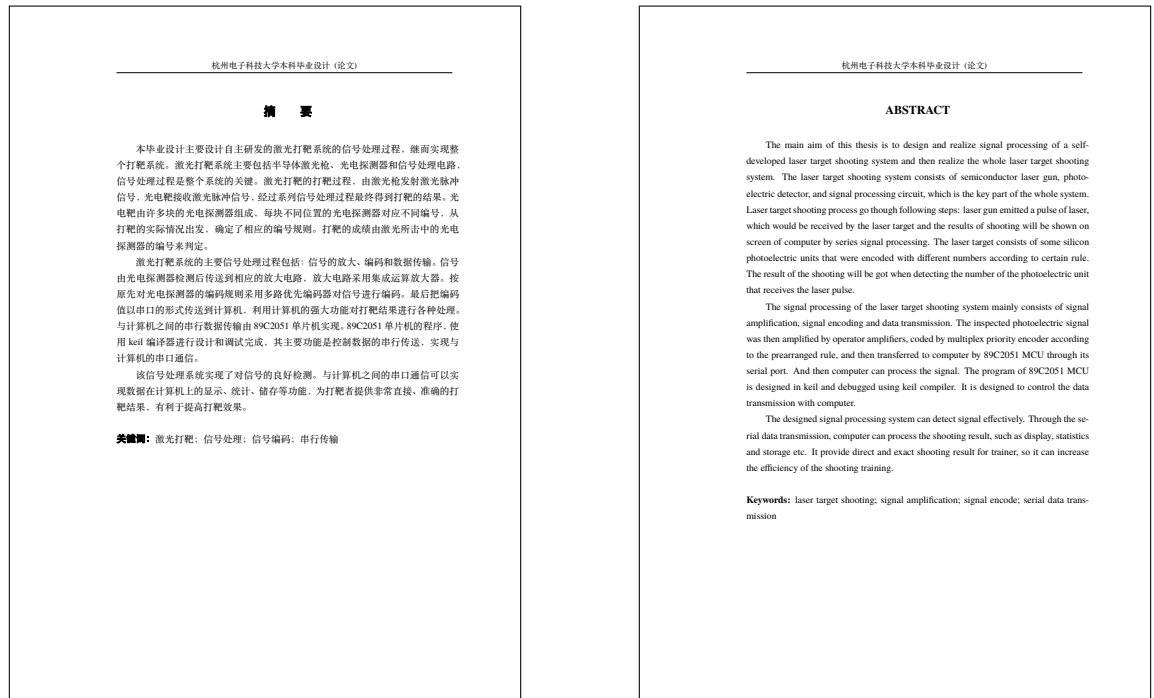 杭州电子科技大学本科毕业设计 (论文)
摘 要
本毕业设计主要设计自主研发的激光打靶系统的信号处理过程，继而实现整
个打靶系统。激光打靶系统主要包括半导体激光枪、光电探测器和信号处理电路，
信号处理过程是整个系统的关键。激光打靶的打靶过程，由激光枪发射激光脉冲
信号，光电靶接收激光脉冲信号，经过系列信号处理过程最终得到打靶的结果。光
电靶由许多块的光电探测器组成，每块不同位置的光电探测器对应不同编号，从
打靶的实际情况出发，确定了相应的编号规则。打靶的成绩由激光所击中的光电
探测器的编号来判定。
激光打靶系统的主要信号处理过程包括：信号的放大、编码和数据传输。信号
由光电探测器检测后传到相应的放大电路，放大电路采用集成运算放大器。按
原先对光电探测器的编码规则采用多路优先编码器对信号进行编码。最后把编码
值以串口的形式传送到计算机，利用计算机的强大功能对打靶结果进行各种处理。
与计算机之间的串行数据传输由 89C2051 单片机实现。89C2051 单片机的程序，使
用 keil 编译器进行设计和调试完成，其主要功能是控制数据的串行传送，实现与
计算机的串口通信。
该信号处理系统实现了对信号的良好检测。与计算机之间的串口通信可以实
现数据在计算机上的显示、统计、储存等功能，为打靶者提供非常直接、准确的打
靶结果，有利于提高打靶效果。
关键词：激光打靶；信号处理；信号编码；串行传输
杭州电子科技大学本科毕业设计 (论文)
ABSTRACT
The main aim of this thesis is to design and realize signal processing of a self-
developed laser target shooting system and then realize the whole laser target shooting
system. The laser target shooting system consists of semiconductor laser gun, photo-
electric detector, and signal processing circuit, which is the key part of the whole system.
Laser target shooting process go though following steps: laser gun emitted a pulse of laser,
which would be received by the laser target and the results of shooting will be shown on
screen of computer by series signal processing. The laser target consists of some silicon
photoelectric units that were encoded with different numbers according to certain rule.
The result of the shooting will be got when detecting the number of the photoelectric unit
that receives the laser pulse.
The signal processing of the laser target shooting system mainly consists of signal
amplification, signal encoding and data transmission. The inspected photoelectric signal
was then amplified by operator amplifiers, coded by multiplex priority encoder according
to the prearranged rule, and then transferred to computer by 89C2051 MCU through its
serial port. And then computer can process the signal. The program of 89C2051 MCU
is designed in keil and debugged using keil compiler. It is designed to control the data
transmission with computer.
The designed signal processing system can detect signal effectively. Through the se-
rial data transmission, computer can process the shooting result, such as display, statistics
and storage etc. It provide direct and exact shooting result for trainer, so it can increase
the efficiency of the shooting training.
Keywords: laser target shooting; signal amplification; signal encode; serial data trans-
mission